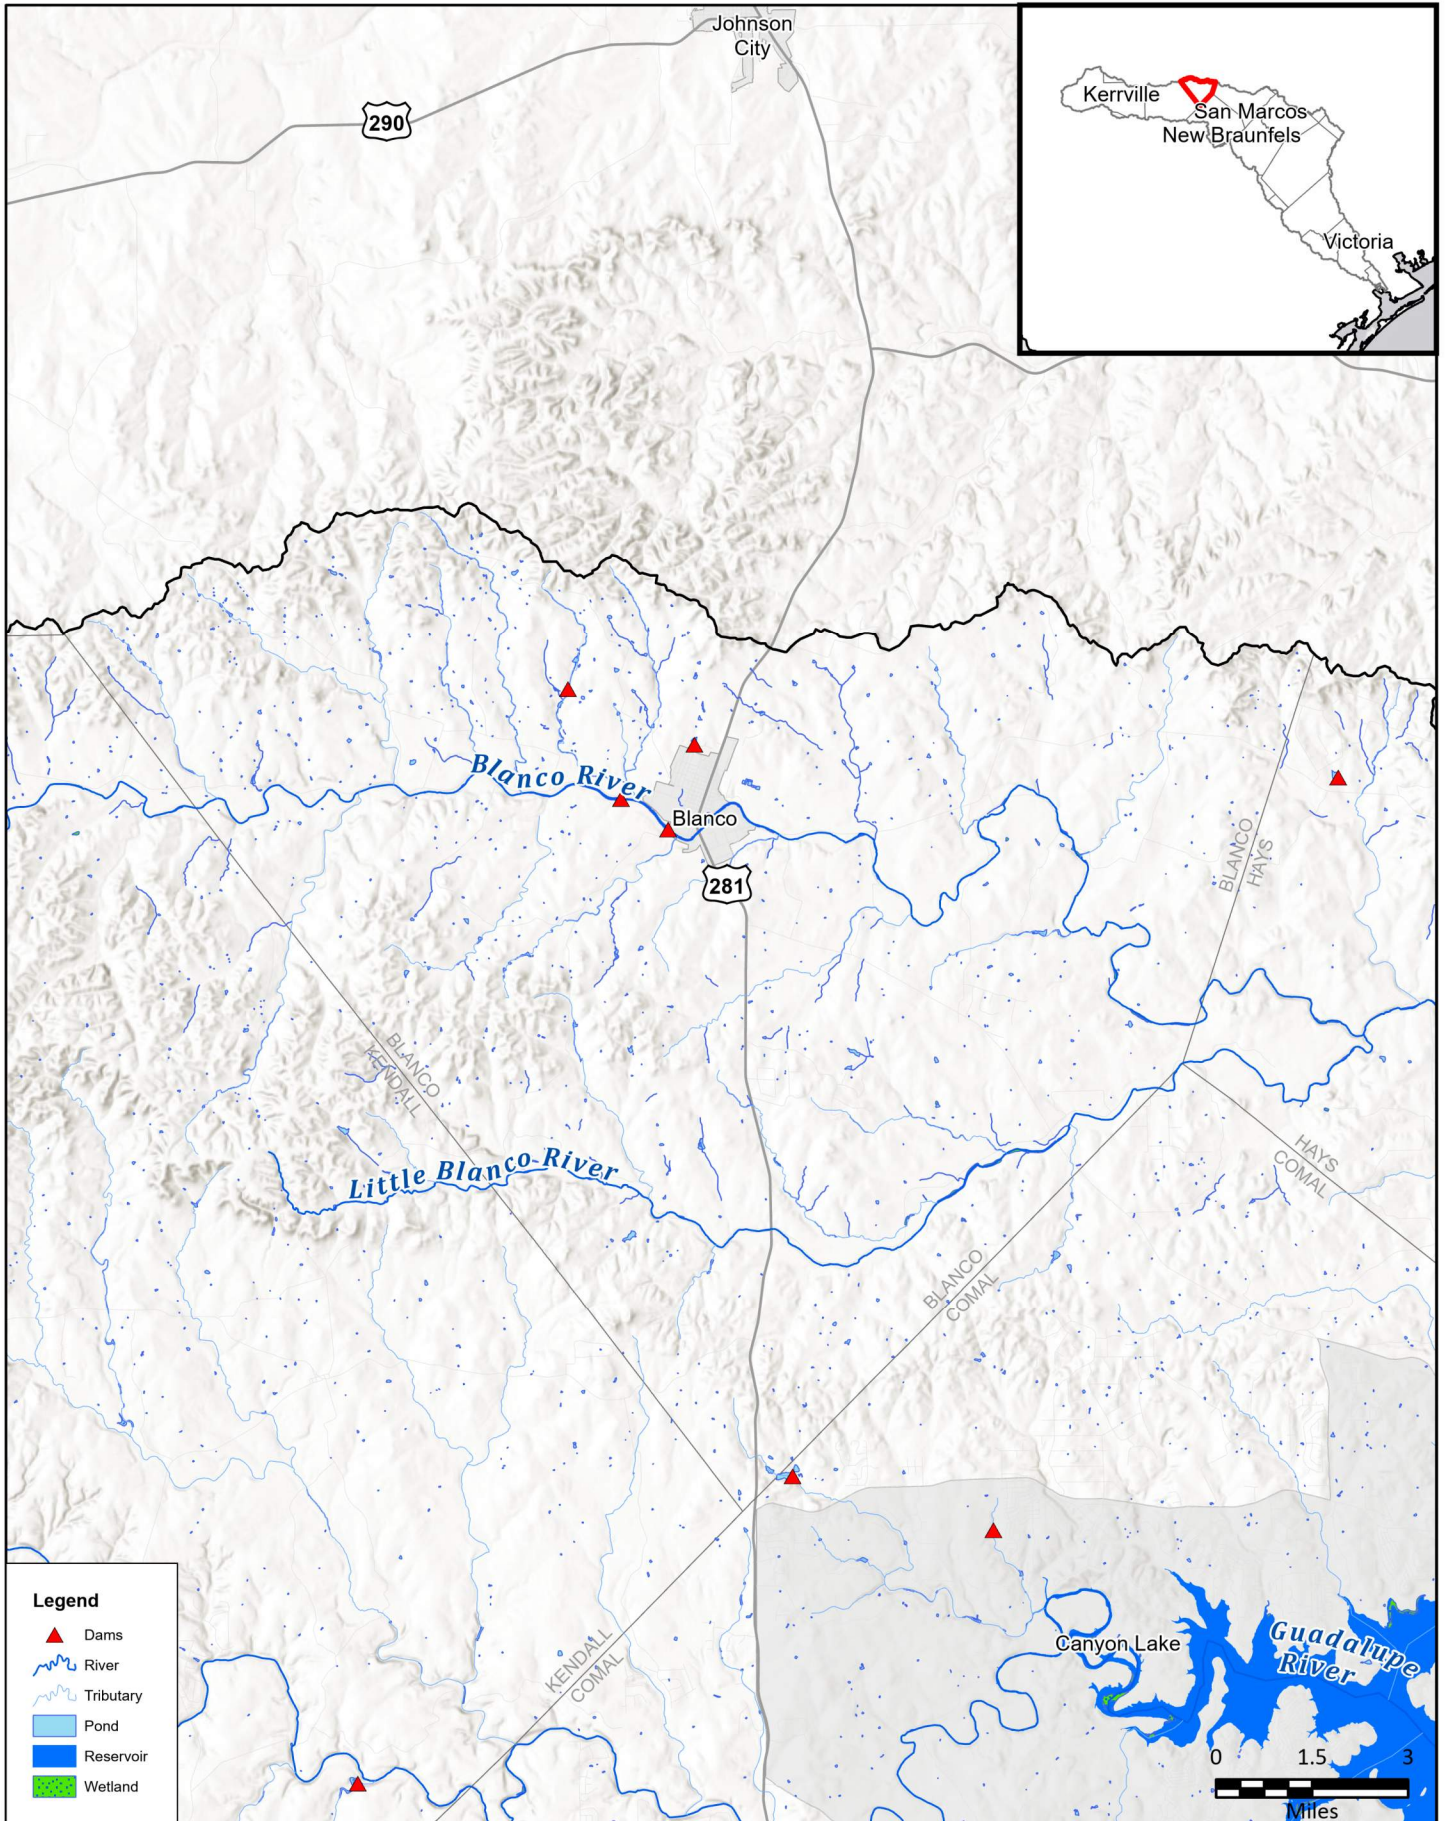 Johnson
City
290
Kerrville
San Marcos
New Braunfels
Victoria
Blanco River
Blanco
281
BLANCO
HAYS
BLANCO
KENDALL
Little Blanco River
HAYS
COMAL
BLANCO
COMAL
KENDALL
COMAL
Canyon Lake
Guadalupe
River
Legend
Dams
River
Tributary
Pond
Reservoir
Wetland
0 1.5 3
Miles